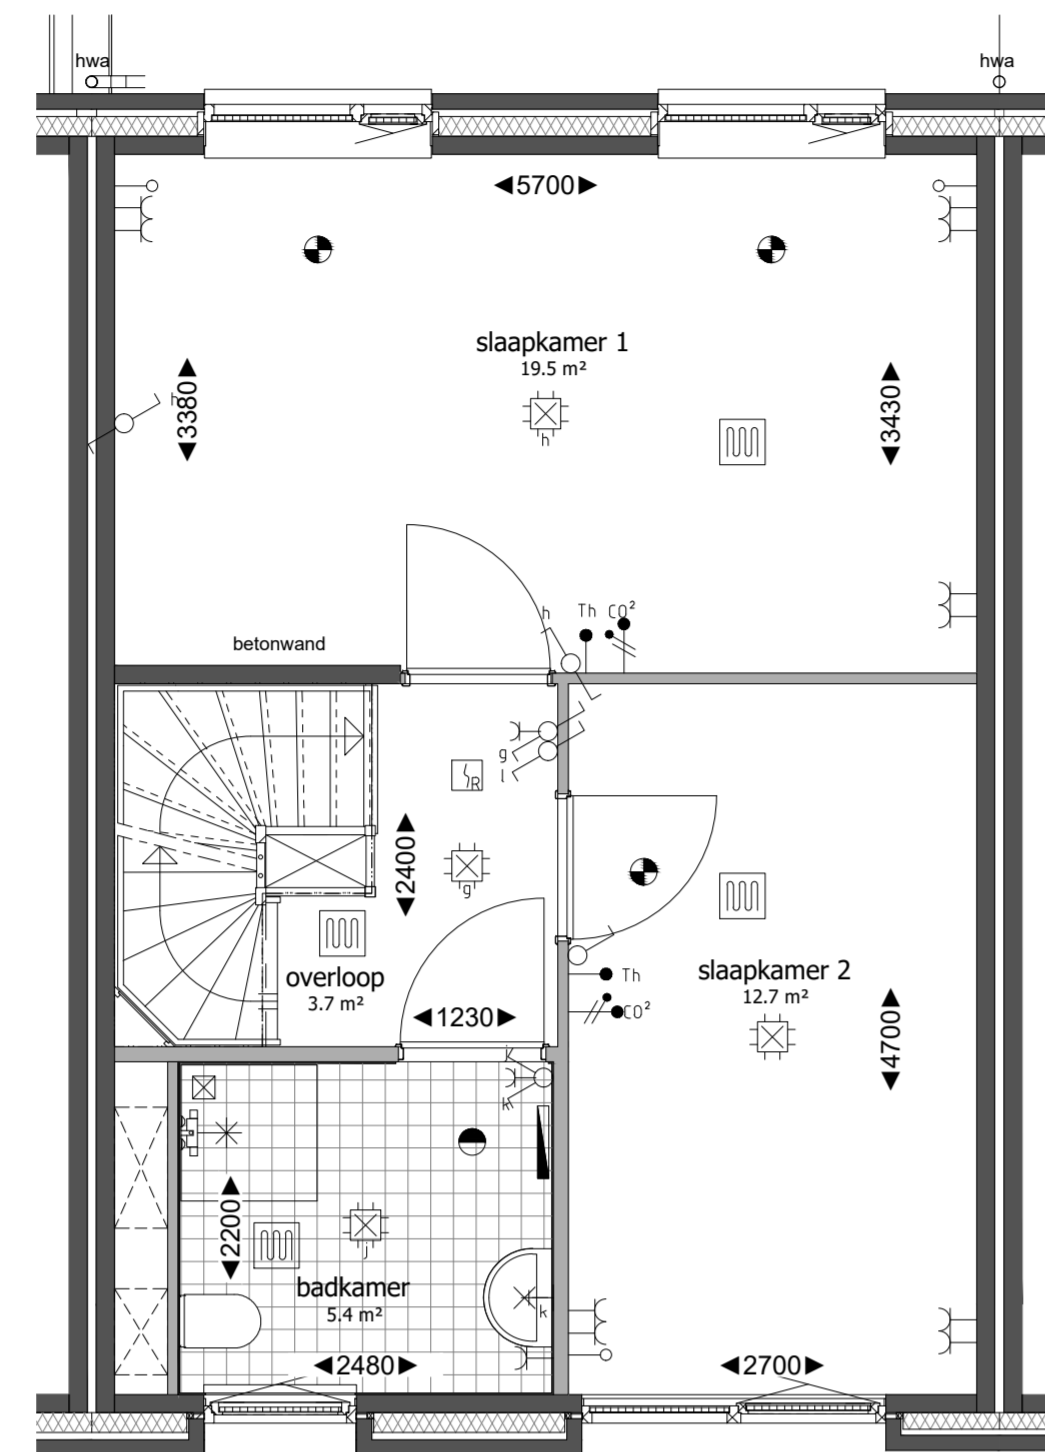 hwa
hwa
5700
slaapkamer 1
19.5 m²
h
3380
3430
h
betonwand
h
Th
CO²
g
l
R
2400
g
overloop
3.7 m²
slaapkamer 2
12.7 m²
Th
CO²
1230
4700
k
k
2200
j
badkamer
5.4 m²
k
2480
2700